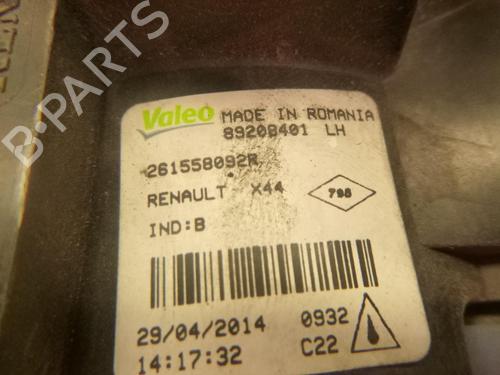 Valeo MADE IN ROMANIA
89208401 LH
261558092R
RENAULT X44 798
IND:B
29/04/2014 0932
14:17:32 C22